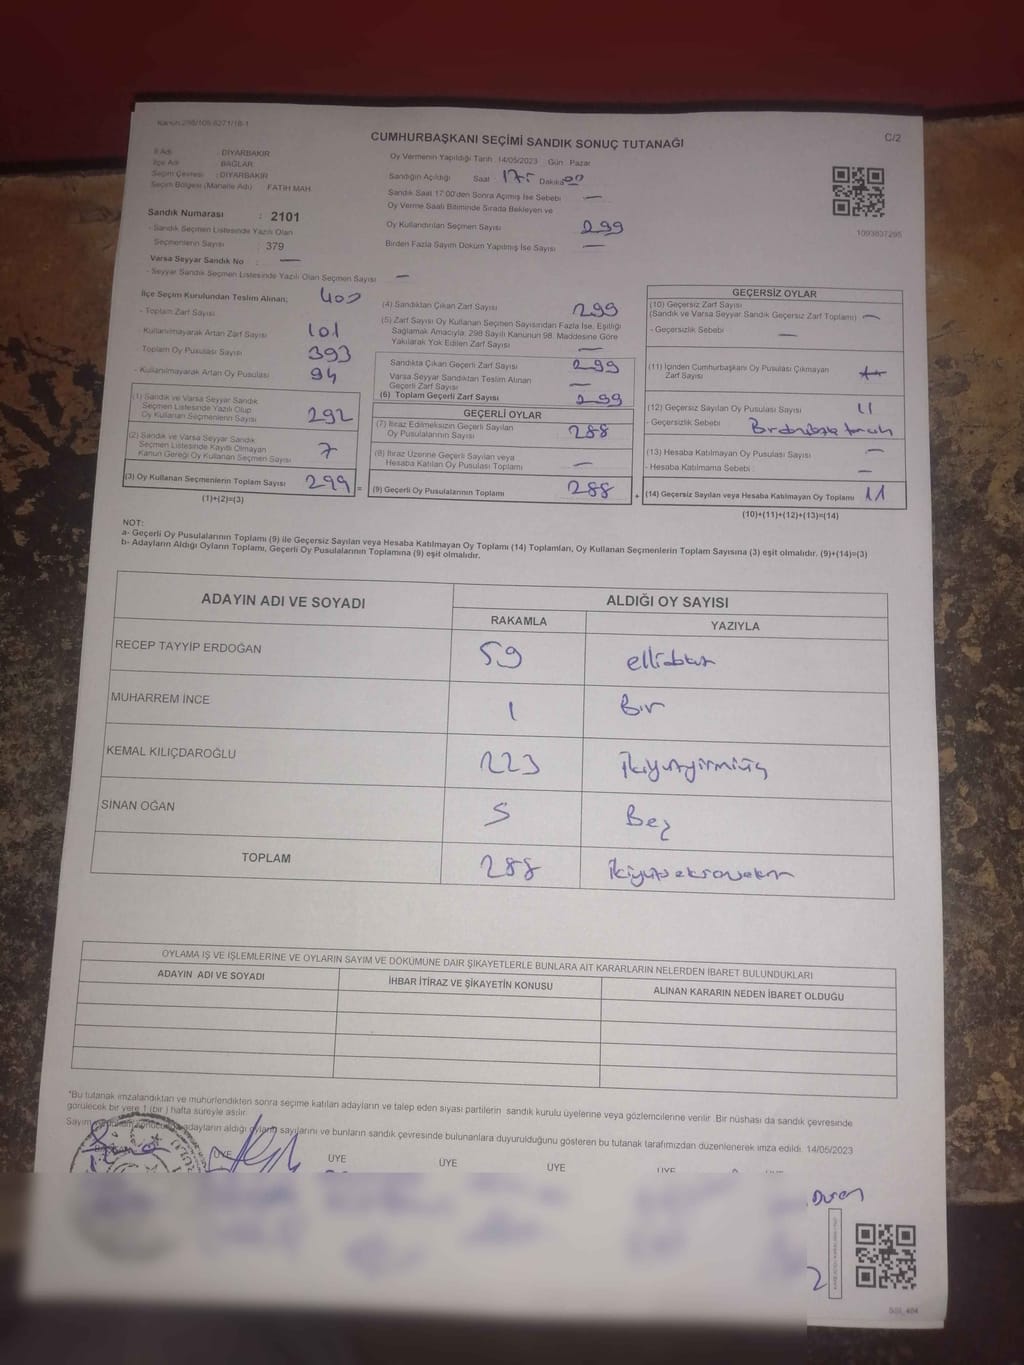 Kanun:298/105-6271/18-1
CUMHURBAŞKANI SEÇİMİ SANDIK SONUÇ TUTANAĞI
C/2
İl Adı : DİYARBAKIR
İlçe Adı : BAĞLAR
Seçim Çevresi : DİYARBAKIR
Seçim Bölgesi (Mahalle Adı) FATİH MAH.
Sandık Numarası : 2101
- Sandık Seçmen Listesinde Yazılı Olan
Seçmenlerin Sayısı : 379
Varsa Seyyar Sandık No : —
- Seyyar Sandık Seçmen Listesinde Yazılı Olan Seçmen Sayısı —
Oy Vermenin Yapıldığı Tarih : 14/05/2023 Gün : Pazar
Sandığın Açıldığı Saat : Dakika
Sandık Saat 17:00'den Sonra Açılmış İse Sebebi —
Oy Verme Saati Bitiminde Sırada Bekleyen ve
Oy Kullandırılan Seçmen Sayısı 299
Birden Fazla Sayım Döküm Yapılmış İse Sayısı —
1093837295
İlçe Seçim Kurulundan Teslim Alınan;
- Toplam Zarf Sayısı 400
- Kullanılmayarak Artan Zarf Sayısı 101
- Toplam Oy Pusulası Sayısı 393
- Kullanılmayarak Artan Oy Pusulası 94
(1) Sandık ve Varsa Seyyar Sandık
Seçmen Listesinde Yazılı Olup
Oy Kullanan Seçmenlerin Sayısı 292
(2) Sandık ve Varsa Seyyar Sandık
Seçmen Listesinde Kayıtlı Olmayan
Kanun Gereği Oy Kullanan Seçmen Sayısı 7
(3) Oy Kullanan Seçmenlerin Toplam Sayısı 299 =
(1)+(2)=(3)
(4) Sandıktan Çıkan Zarf Sayısı 299
(5) Zarf Sayısı Oy Kullanan Seçmen Sayısından Fazla İse, Eşitliği
Sağlamak Amacıyla, 298 Sayılı Kanunun 98. Maddesine Göre
Yakılarak Yok Edilen Zarf Sayısı —
Sandıkta Çıkan Geçerli Zarf Sayısı 299
Varsa Seyyar Sandıktan Teslim Alınan
Geçerli Zarf Sayısı —
(6) Toplam Geçerli Zarf Sayısı 299
GEÇERLİ OYLAR
(7) İtiraz Edilmeksizin Geçerli Sayılan
Oy Pusulalarının Sayısı 288
(8) İtiraz Üzerine Geçerli Sayılan veya
Hesaba Katılan Oy Pusulası Toplamı —
(9) Geçerli Oy Pusulalarının Toplamı 288 +
GEÇERSİZ OYLAR
(10) Geçersiz Zarf Sayısı
(Sandık ve Varsa Seyyar Sandık Geçersiz Zarf Toplamı) —
- Geçersizlik Sebebi : —
(11) İçinden Cumhurbaşkanı Oy Pusulası Çıkmayan
Zarf Sayısı
(12) Geçersiz Sayılan Oy Pusulası Sayısı 11
- Geçersizlik Sebebi :
(13) Hesaba Katılmayan Oy Pusulası Sayısı —
- Hesaba Katılmama Sebebi : —
(14) Geçersiz Sayılan veya Hesaba Katılmayan Oy Toplamı 11
(10)+(11)+(12)+(13)=(14)
NOT:
a- Geçerli Oy Pusulalarının Toplamı (9) ile Geçersiz Sayılan veya Hesaba Katılmayan Oy Toplamı (14) Toplamları, Oy Kullanan Seçmenlerin Toplam Sayısına (3) eşit olmalıdır. (9)+(14)=(3)
b- Adayların Aldığı Oyların Toplamı, Geçerli Oy Pusulalarının Toplamına (9) eşit olmalıdır.
ADAYIN ADI VE SOYADI ALDIĞI OY SAYISI
RAKAMLA YAZIYLA
RECEP TAYYİP ERDOĞAN 59 ellidokuz
MUHARREM İNCE 1 Bir
KEMAL KILIÇDAROĞLU 223 ikiyüzyirmiüç
SİNAN OĞAN 5 Beş
TOPLAM 288 ikiyüzseksensekiz
OYLAMA İŞ VE İŞLEMLERİNE VE OYLARIN SAYIM VE DÖKÜMÜNE DAİR ŞİKAYETLERLE BUNLARA AİT KARARLARIN NELERDEN İBARET BULUNDUKLARI
ADAYIN ADI VE SOYADI İHBAR İTİRAZ VE ŞİKAYETİN KONUSU ALINAN KARARIN NEDEN İBARET OLDUĞU
*Bu tutanak imzalandıktan ve mühürlendikten sonra seçime katılan adayların ve talep eden siyasi partilerin sandık kurulu üyelerine veya gözlemcilerine verilir. Bir nüshası da sandık çevresinde
görülecek bir yere 1 (bir ) hafta süreyle asılır.
adayların aldığı oyların sayılarını ve bunların sandık çevresinde bulunanlara duyurulduğunu gösteren bu tutanak tarafımızdan düzenlenerek imza edildi. 14/05/2023
ÜYE ÜYE ÜYE ÜYE ÜYE